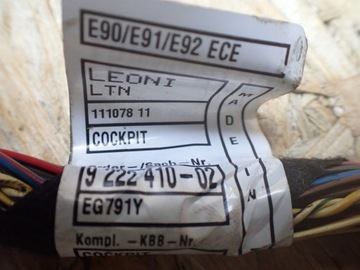 E90/E91/E92 ECE
LEONI
LTN
111078 11
COCKPIT
MADE IN
9 222 410-02
EG791Y
Kompl. -KBB-Nr.
COCKPIT